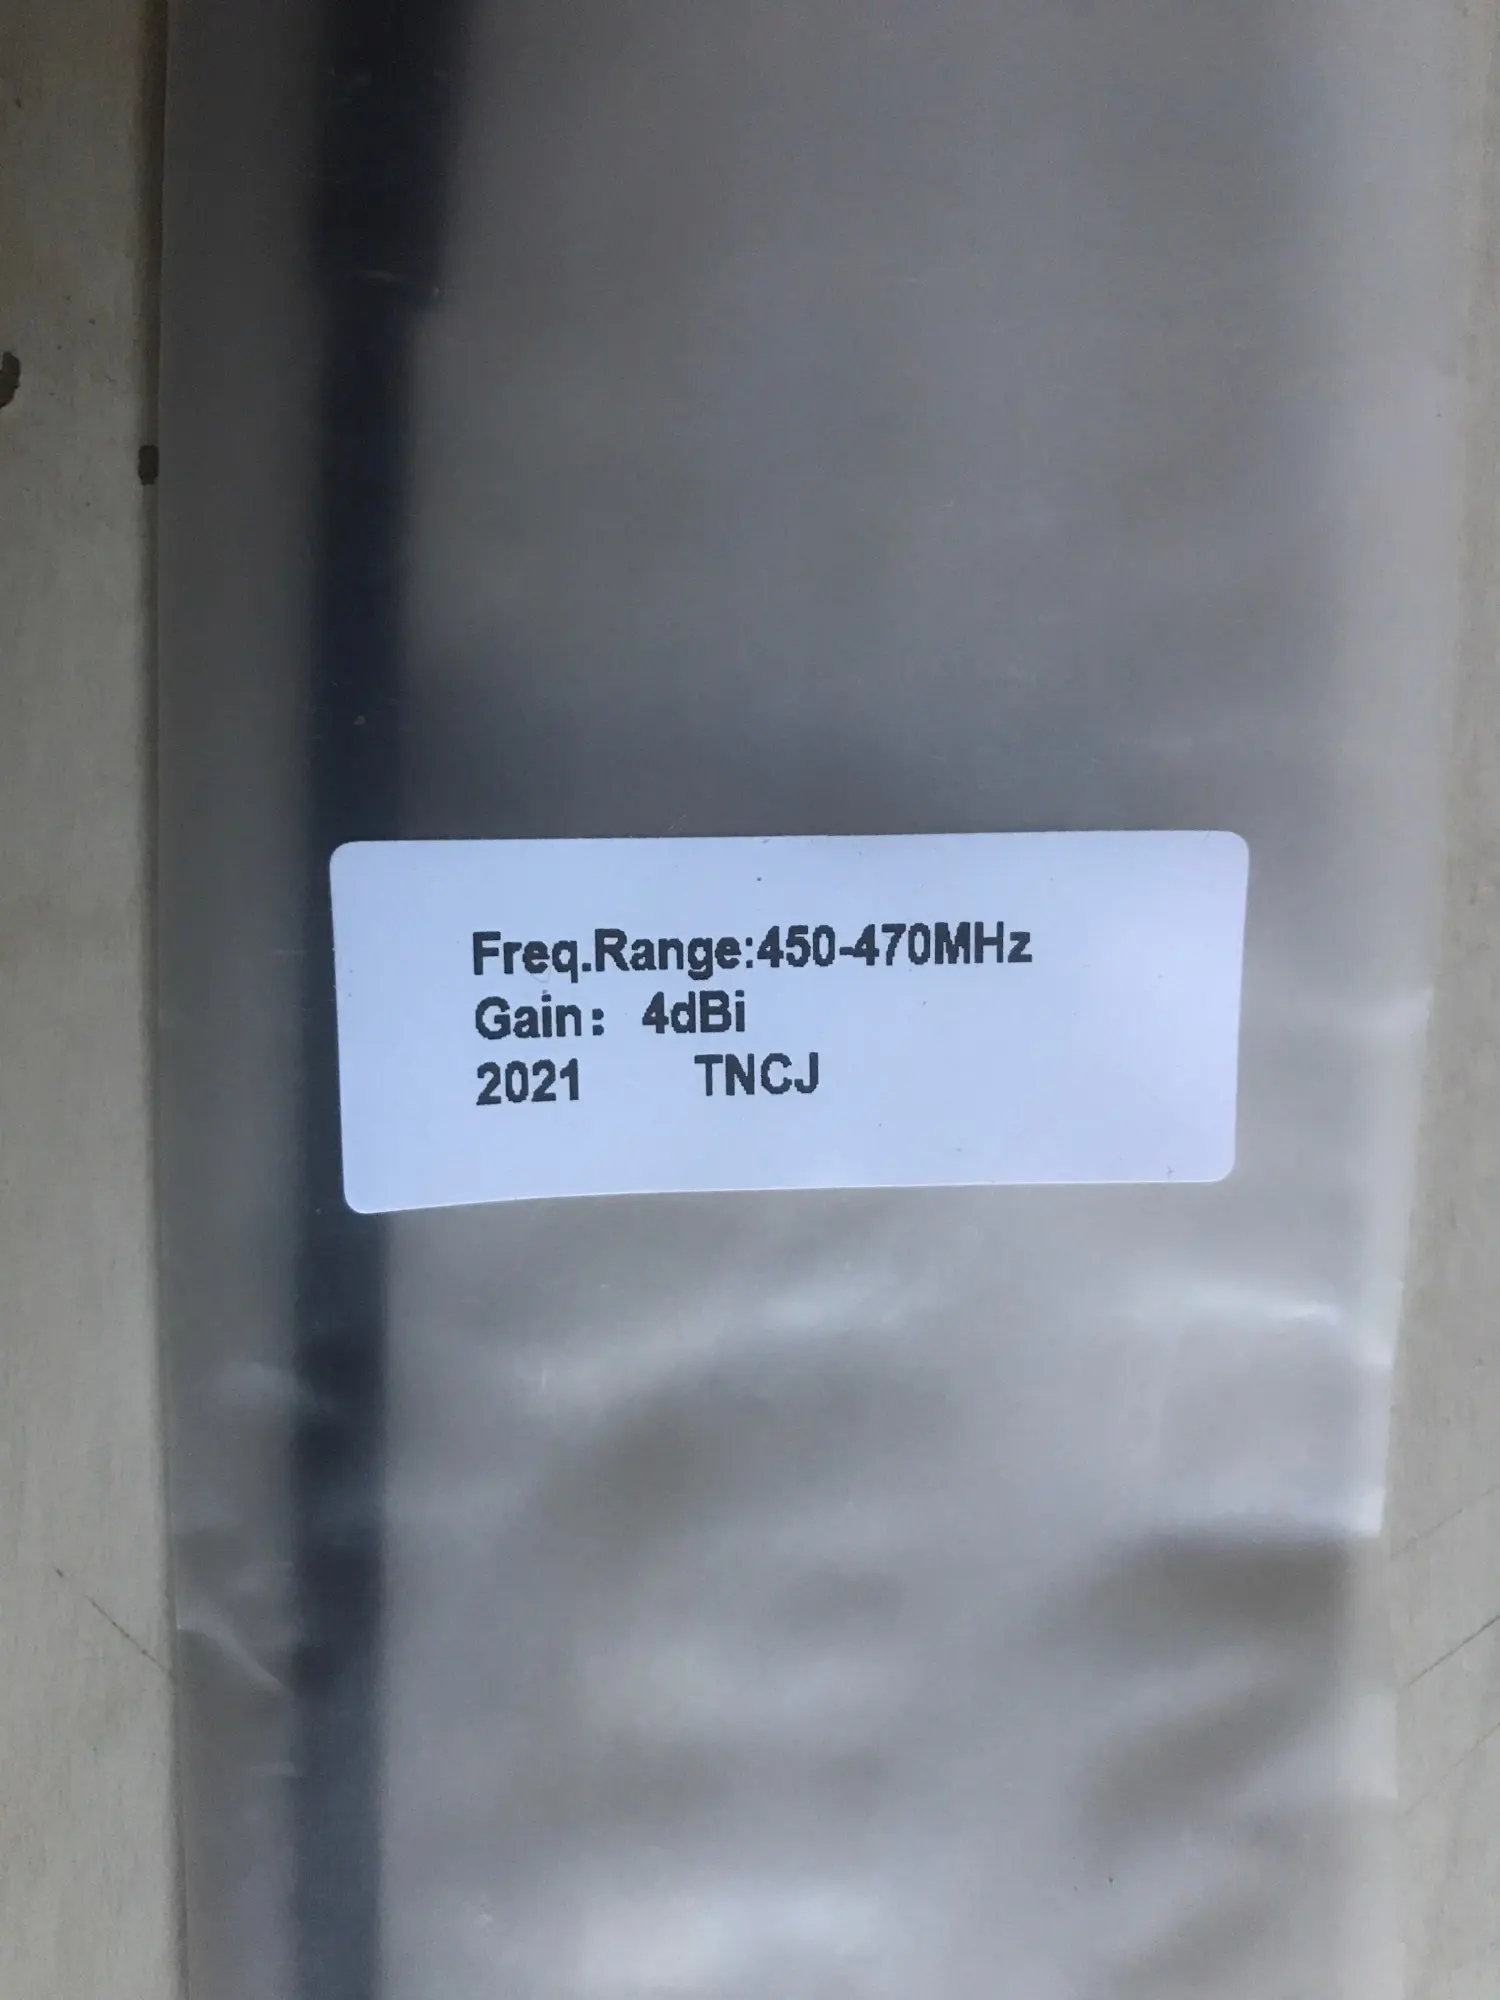 Freq.Range:450-470MHz
Gain： 4dBi
2021 TNCJ